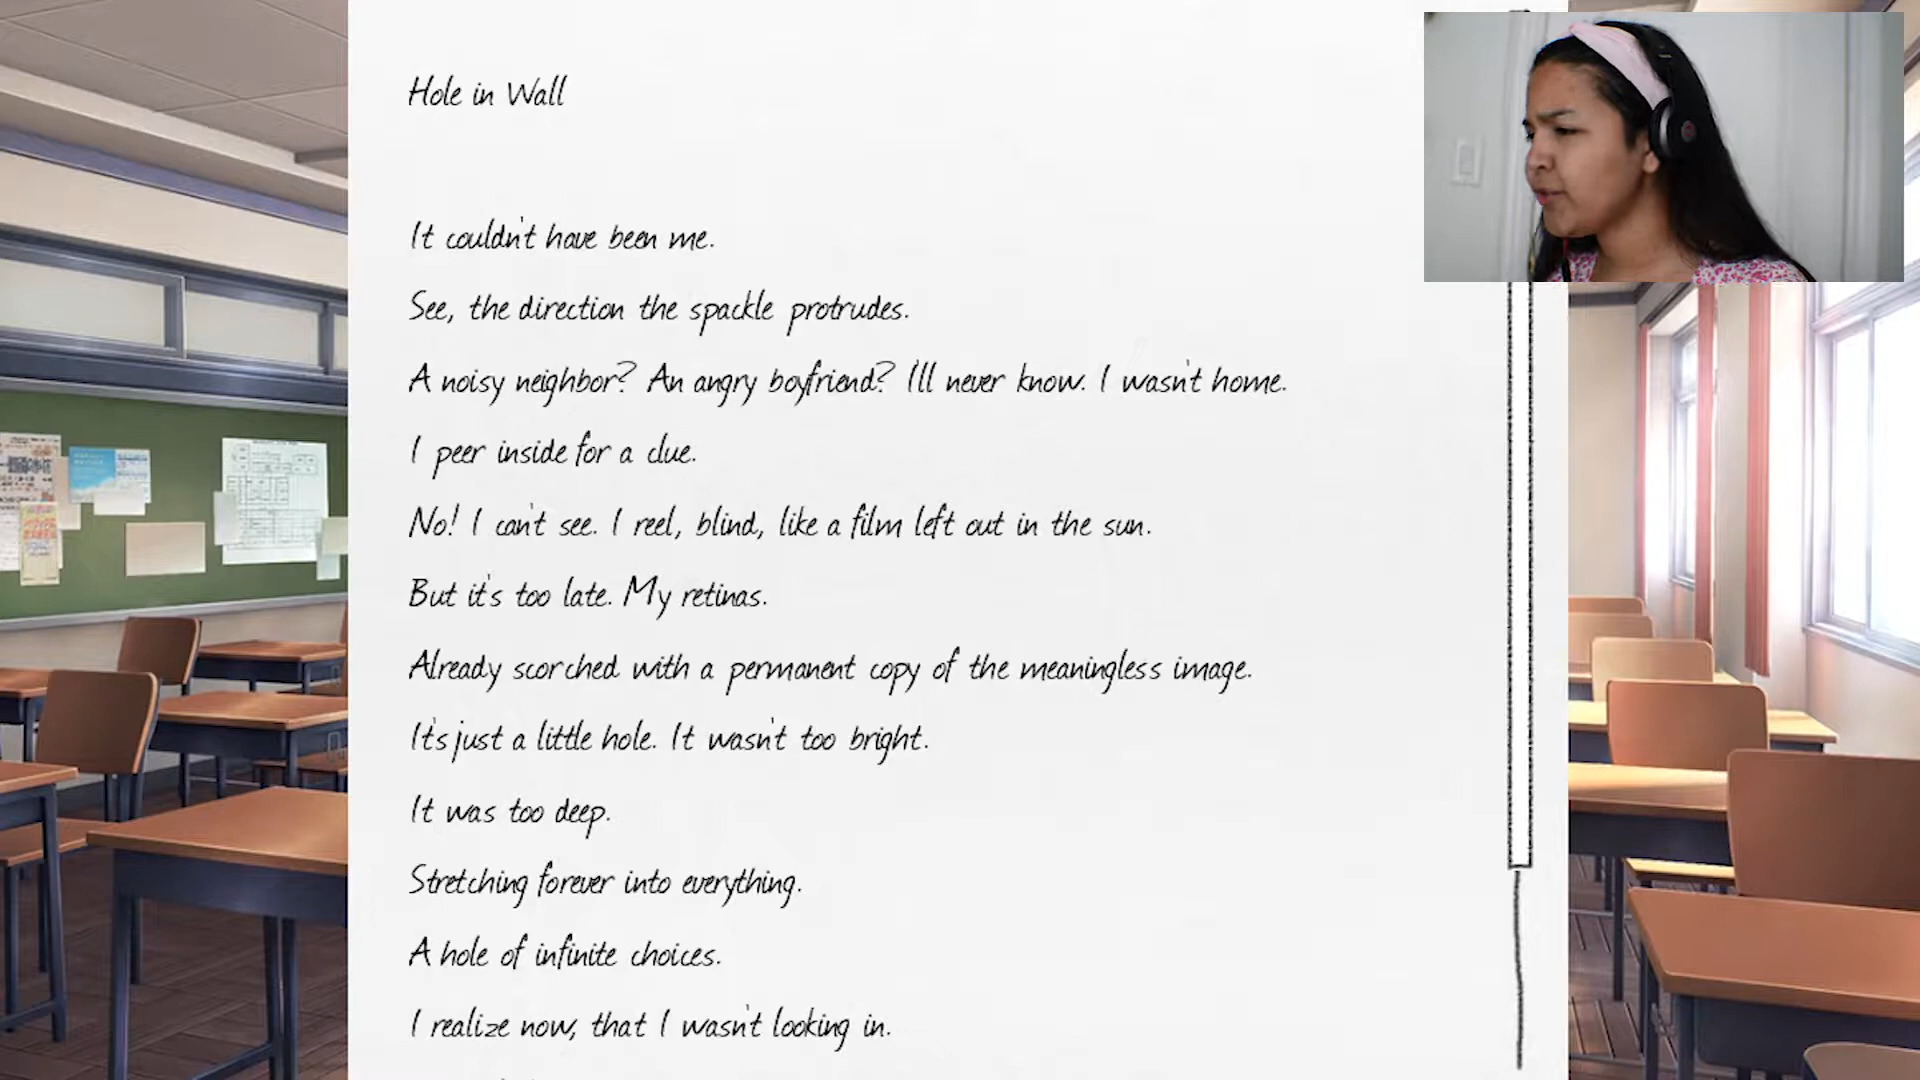 Hole in Wall
It couldn't have been me.
See, the direction the spackle protrudes.
A noisy neighbor? An angry boyfriend? I'll never know. I wasn't home.
I peer inside for a clue.
No! I can't see. I reel, blind, like a film left out in the sun.
But it's too late. My retinas.
Already scorched with a permanent copy of the meaningless image.
It's just a little hole. It wasn't too bright.
It was too deep.
Stretching forever into everything.
A hole of infinite choices.
I realize now, that I wasn't looking in.